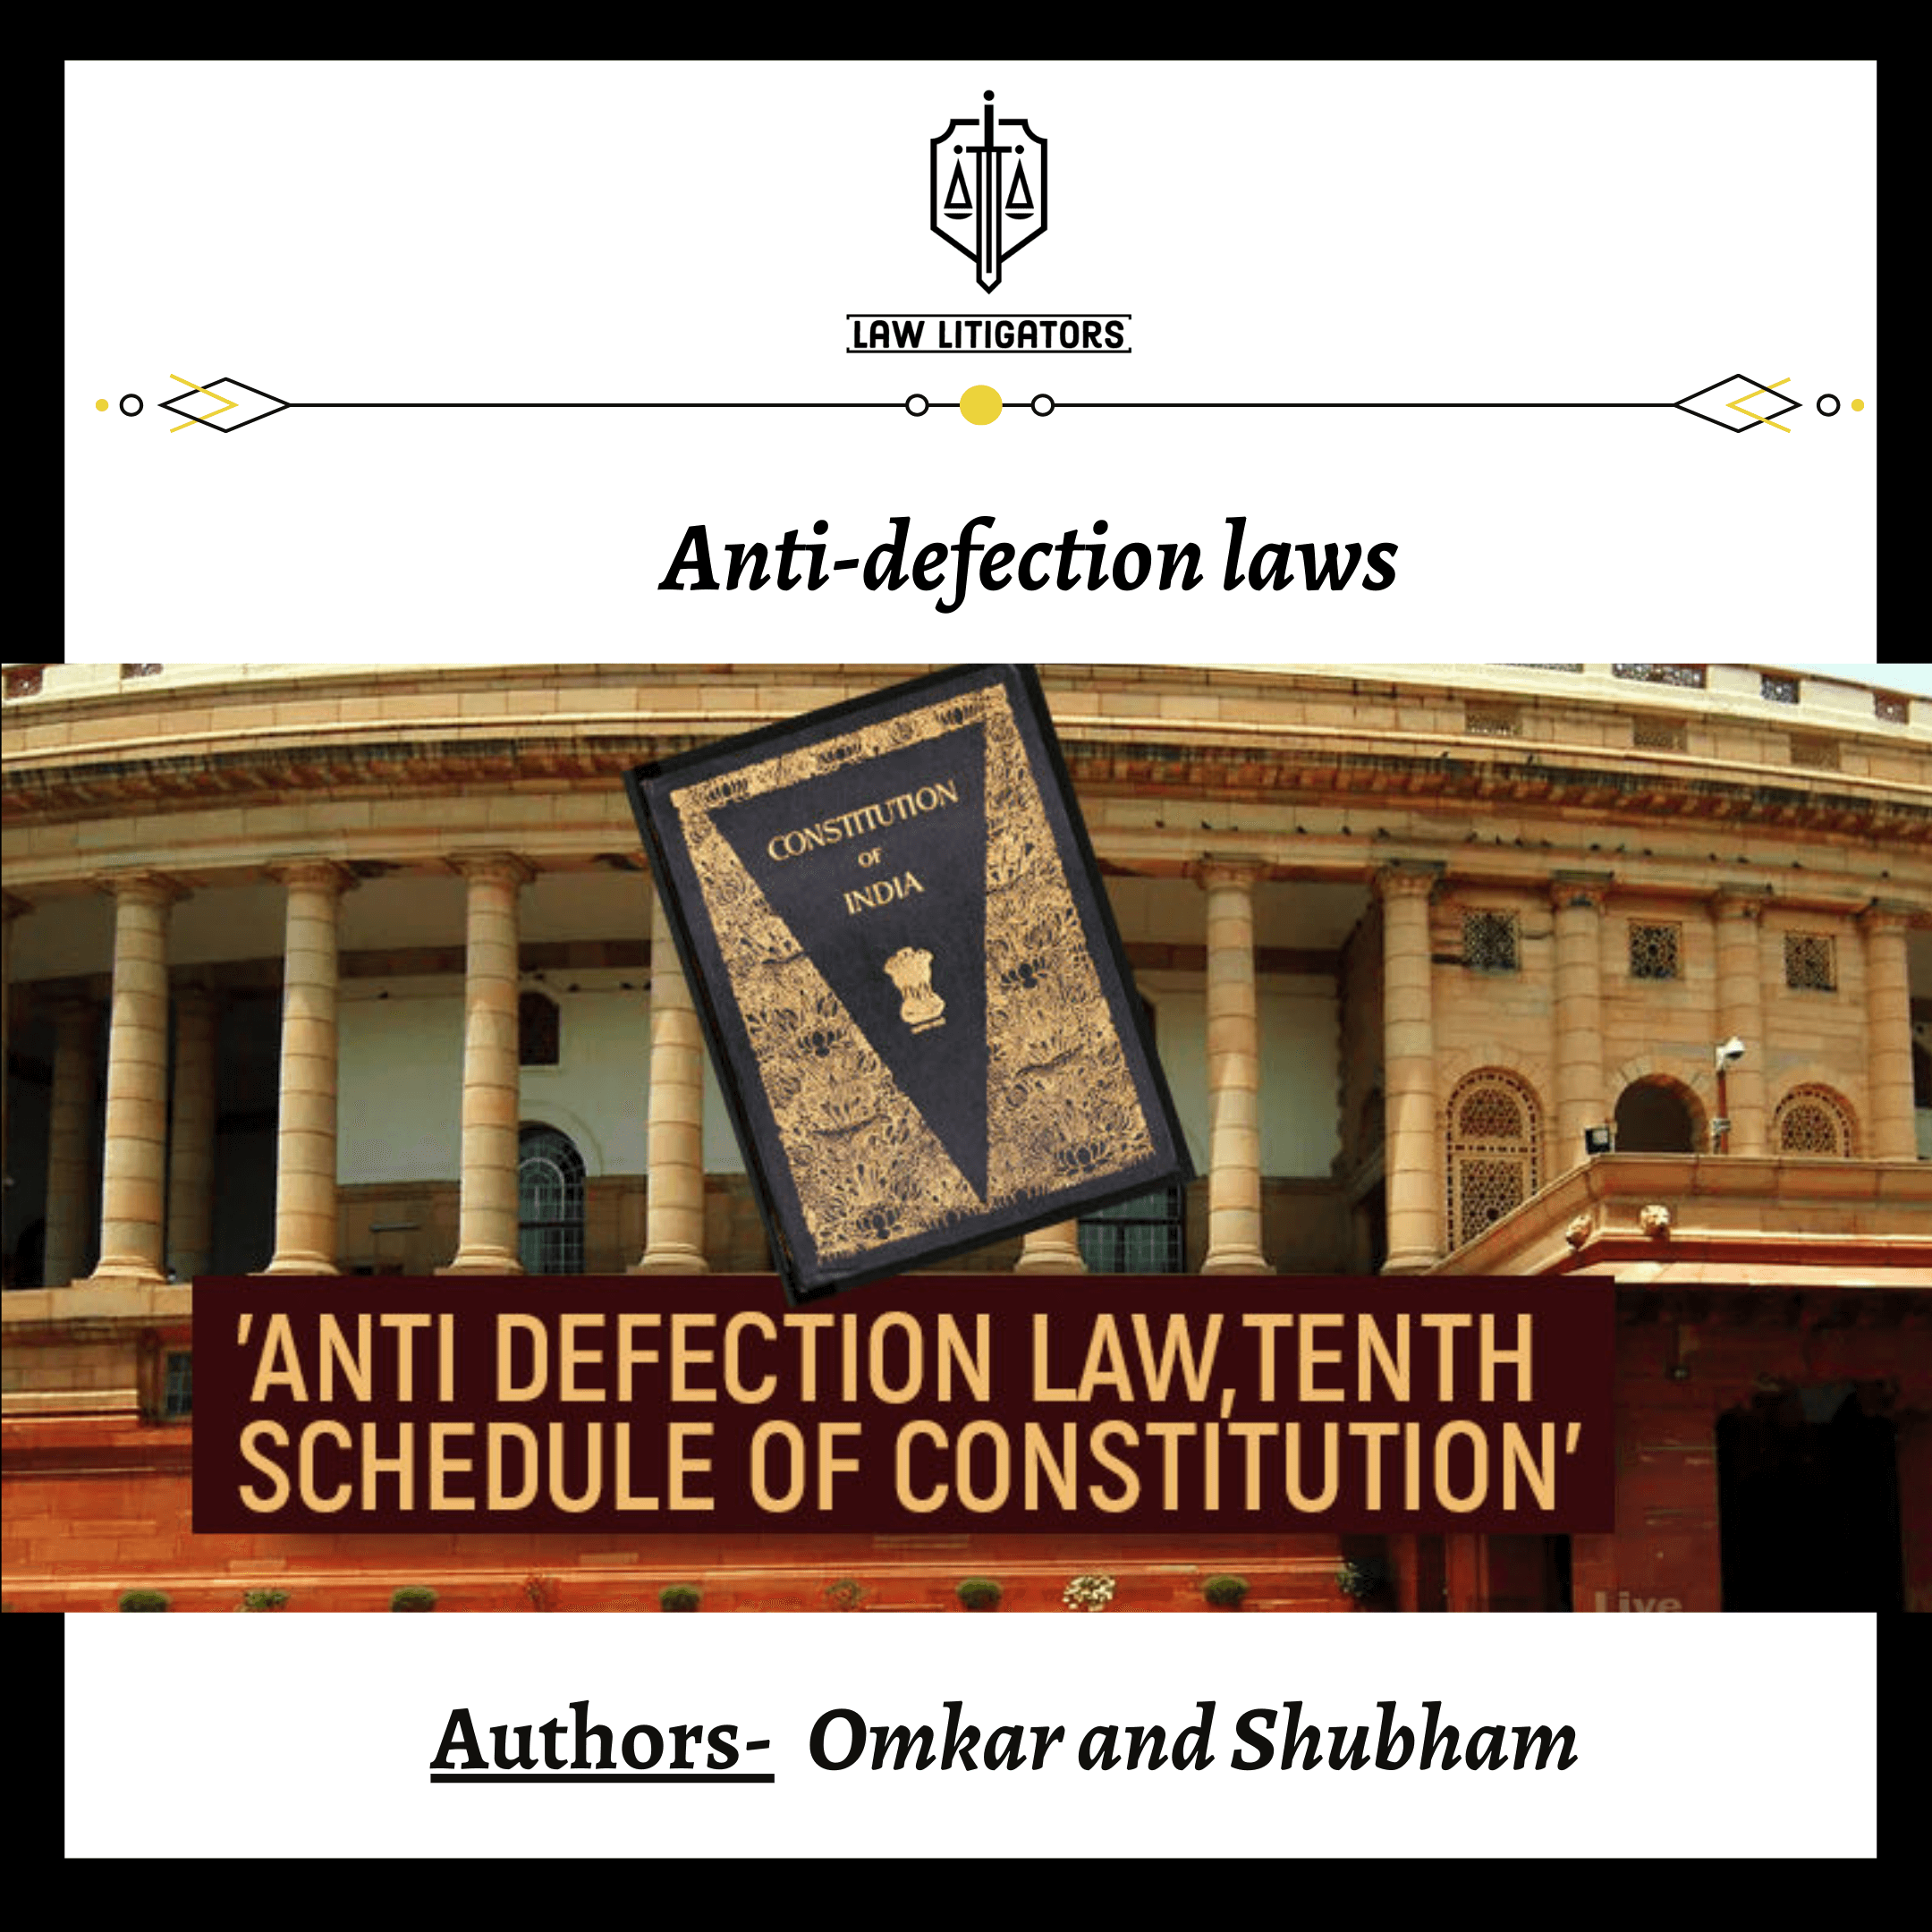 LAW LITIGATORS
Anti-defection laws
CONSTITUTION
OF
INDIA
'ANTI DEFECTION LAW,TENTH
SCHEDULE OF CONSTITUTION'
Live
Authors- Omkar and Shubham